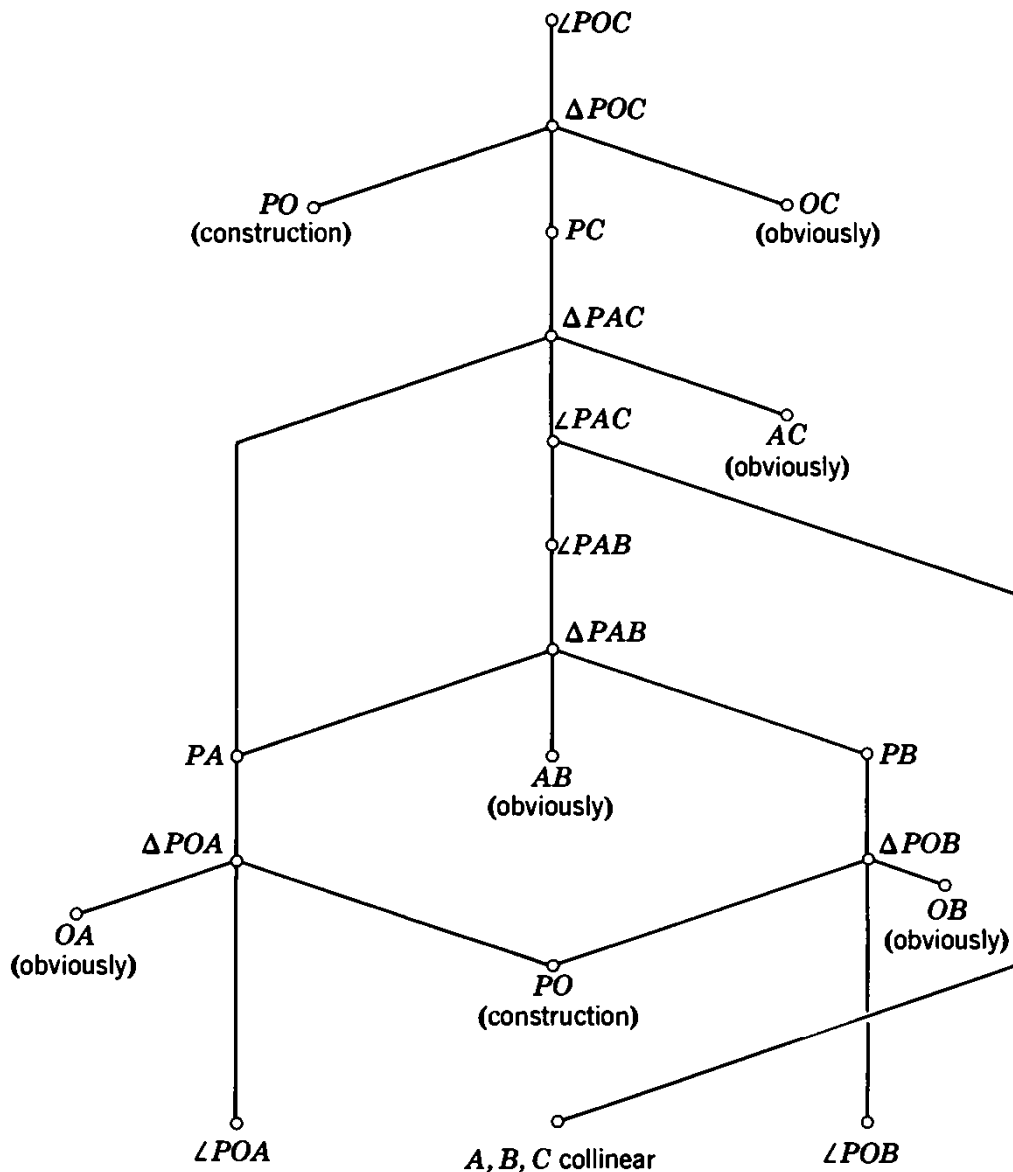 ∠POC
ΔPOC
PO
(construction)
OC
(obviously)
PC
ΔPAC
∠PAC
AC
(obviously)
∠PAB
ΔPAB
PA
AB
(obviously)
PB
ΔPOA
ΔPOB
OA
(obviously)
OB
(obviously)
PO
(construction)
∠POA
A, B, C collinear
∠POB